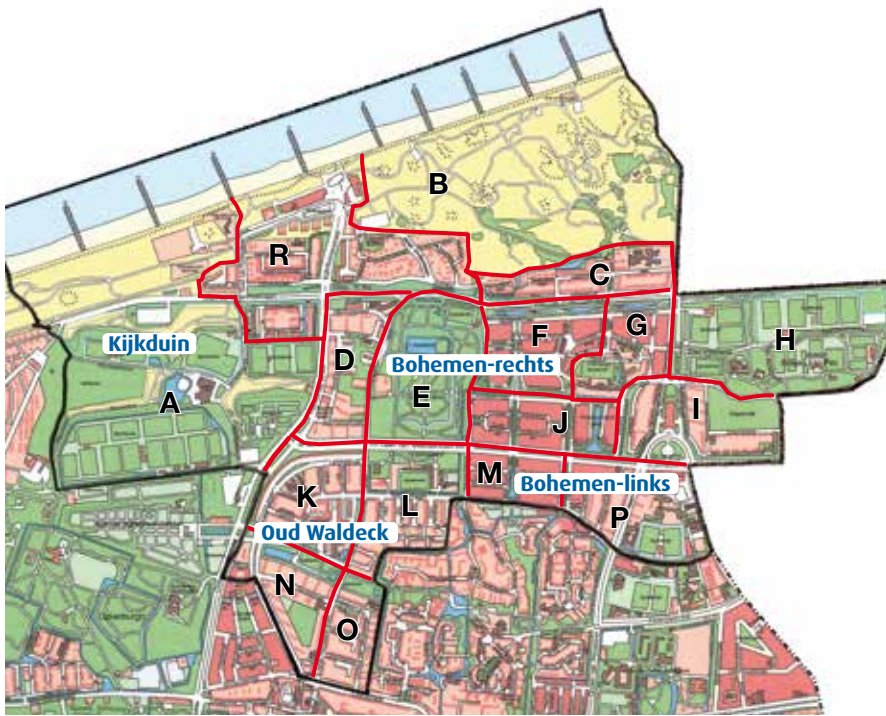 B
R
C
Kijkduin
D
F
G
H
Bohemen-rechts
A
E
J
I
M
Bohemen-links
K
L
P
Oud Waldeck
N
O